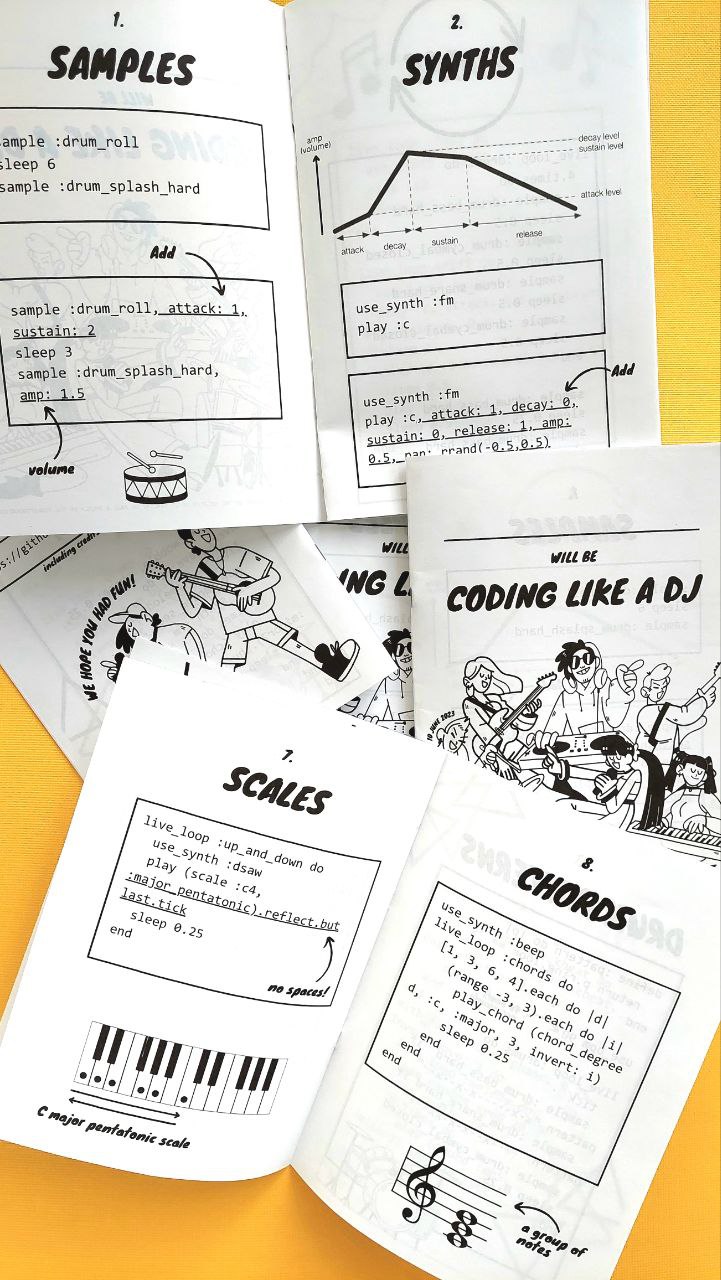 1.
SAMPLES
sample :drum_roll
sleep 6
sample :drum_splash_hard
Add
sample :drum_roll, attack: 1,
sustain: 2
sleep 3
sample :drum_splash_hard,
amp: 1.5
volume
2.
SYNTHS
amp
(volume)
decay level
sustain level
attack level
attack
decay
sustain
release
use_synth :fm
play :c
Add
use_synth :fm
play :c, attack: 1, decay: 0,
sustain: 0, release: 1, amp:
0.5, pan: rrand(-0.5,0.5)
including
WE HOPE YOU HAD FUN!
WILL
ING L
WILL BE
CODING LIKE A DJ
10 JUNE 2023
7.
SCALES
live_loop :up_and_down do
use_synth :dsaw
play (scale :c4,
:major_pentatonic).reflect.but
last.tick
sleep 0.25
end
no spaces!
C major pentatonic scale
8.
CHORDS
use_synth :beep
live_loop :chords do
[1, 3, 6, 4].each do |d|
(range -3, 3).each do |i|
play_chord (chord_degree
d, :c, :major, 3, invert: i)
sleep 0.25
end
end
end
a group of
notes